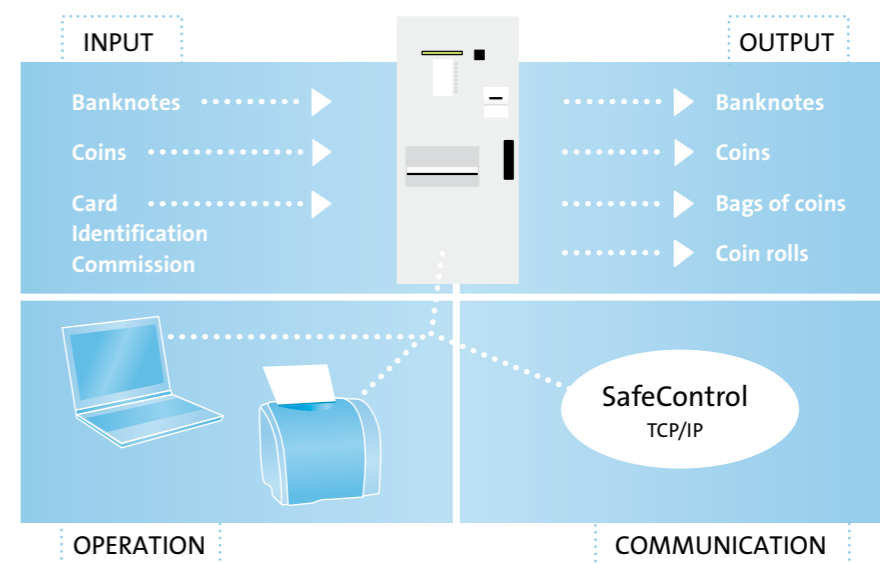 INPUT
OUTPUT
Banknotes
Coins
Card
Identification
Commission
Banknotes
Coins
Bags of coins
Coin rolls
SafeControl
TCP/IP
OPERATION
COMMUNICATION